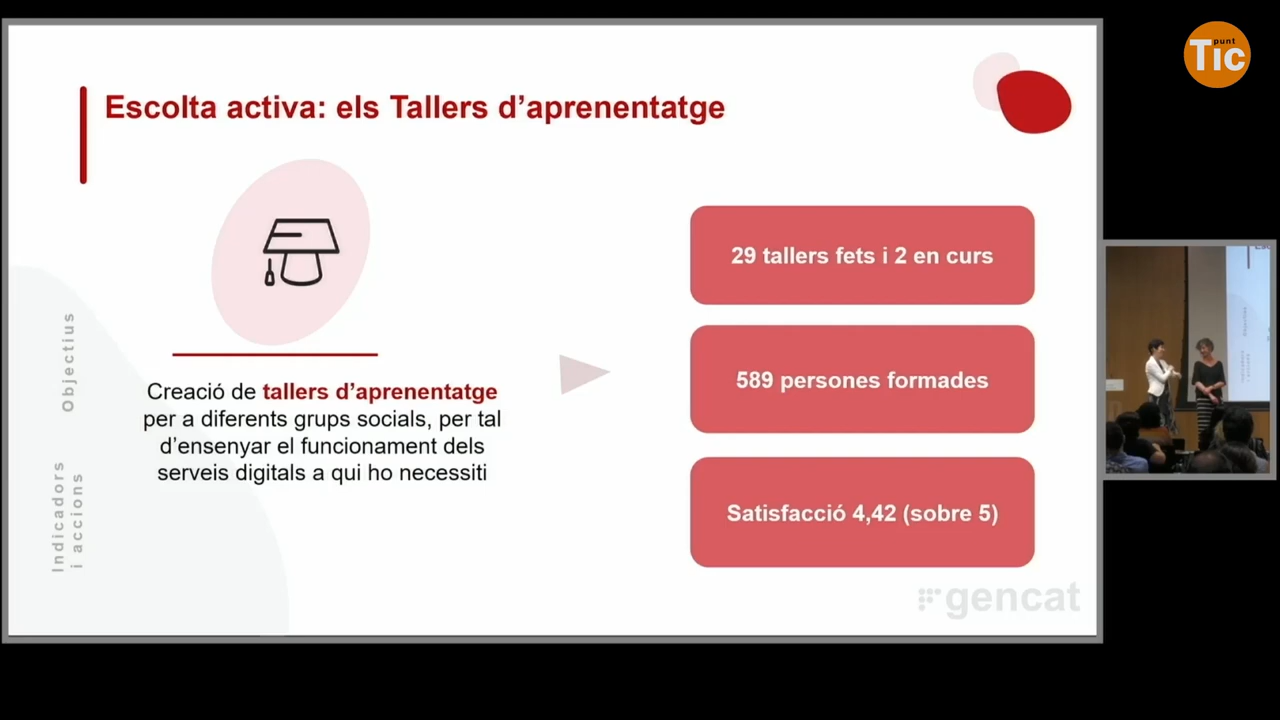 punt
Tic
Escolta activa: els Tallers d’aprenentatge
Objectius
Indicadors
i accions
Creació de tallers d’aprenentatge
per a diferents grups socials, per tal
d’ensenyar el funcionament dels
serveis digitals a qui ho necessiti
29 tallers fets i 2 en curs
589 persones formades
Satisfacció 4,42 (sobre 5)
gencat